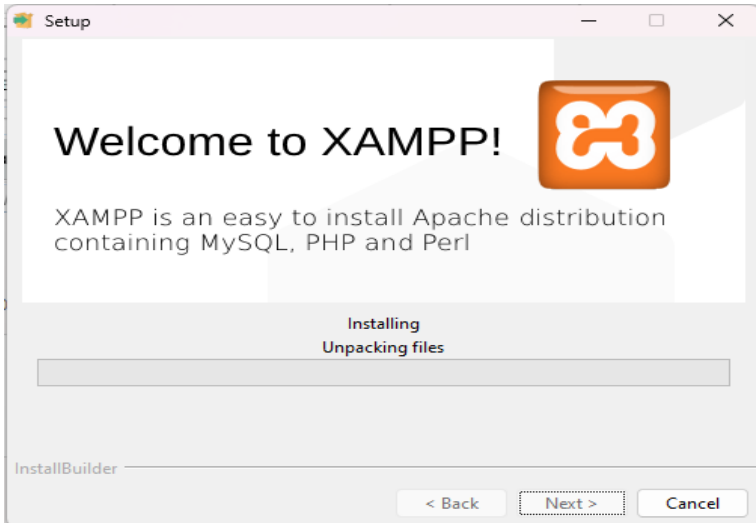 Setup
Welcome to XAMPP!
XAMPP is an easy to install Apache distribution
containing MySQL, PHP and Perl
Installing
Unpacking files
InstallBuilder
< Back
Next >
Cancel